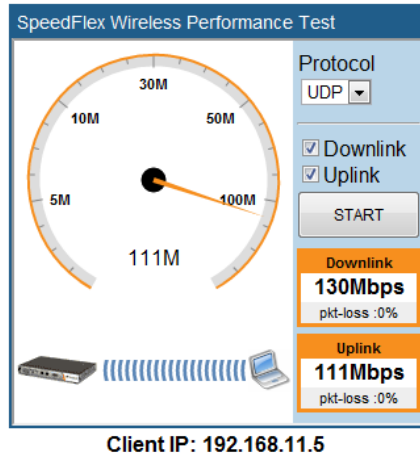 SpeedFlex Wireless Performance Test
Protocol
UDP
30M
10M
50M
5M
100M
111M
Downlink
Uplink
START
Downlink
130Mbps
pkt-loss :0%
Uplink
111Mbps
pkt-loss :0%
Client IP: 192.168.11.5